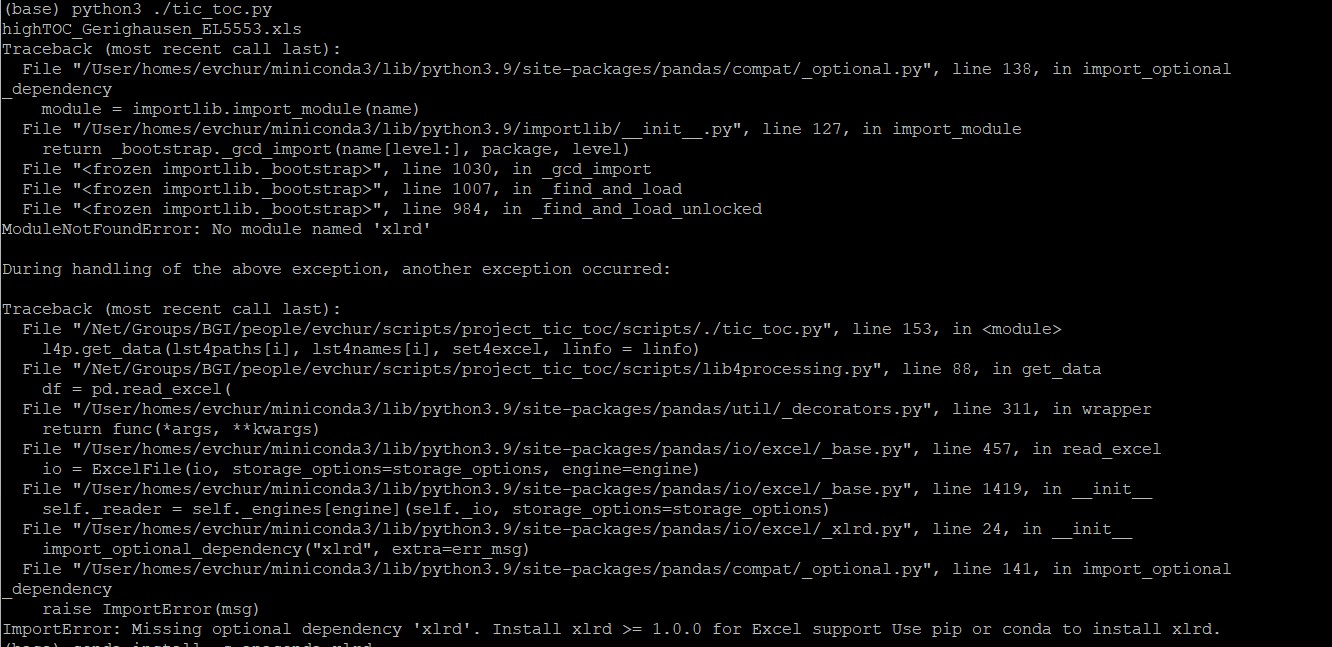 (base) python3 ./tic_toc.py
highTOC_Gerighausen_EL5553.xls
Traceback (most recent call last):
  File "/User/homes/evchur/miniconda3/lib/python3.9/site-packages/pandas/compat/_optional.py", line 138, in import_optional
_dependency
    module = importlib.import_module(name)
  File "/User/homes/evchur/miniconda3/lib/python3.9/importlib/__init__.py", line 127, in import_module
    return _bootstrap._gcd_import(name[level:], package, level)
  File "<frozen importlib._bootstrap>", line 1030, in _gcd_import
  File "<frozen importlib._bootstrap>", line 1007, in _find_and_load
  File "<frozen importlib._bootstrap>", line 984, in _find_and_load_unlocked
ModuleNotFoundError: No module named 'xlrd'

During handling of the above exception, another exception occurred:

Traceback (most recent call last):
  File "/Net/Groups/BGI/people/evchur/scripts/project_tic_toc/scripts/./tic_toc.py", line 153, in <module>
    l4p.get_data(lst4paths[i], lst4names[i], set4excel, linfo = linfo)
  File "/Net/Groups/BGI/people/evchur/scripts/project_tic_toc/scripts/lib4processing.py", line 88, in get_data
    df = pd.read_excel(
  File "/User/homes/evchur/miniconda3/lib/python3.9/site-packages/pandas/util/_decorators.py", line 311, in wrapper
    return func(*args, **kwargs)
  File "/User/homes/evchur/miniconda3/lib/python3.9/site-packages/pandas/io/excel/_base.py", line 457, in read_excel
    io = ExcelFile(io, storage_options=storage_options, engine=engine)
  File "/User/homes/evchur/miniconda3/lib/python3.9/site-packages/pandas/io/excel/_base.py", line 1419, in __init__
    self._reader = self._engines[engine](self._io, storage_options=storage_options)
  File "/User/homes/evchur/miniconda3/lib/python3.9/site-packages/pandas/io/excel/_xlrd.py", line 24, in __init__
    import_optional_dependency("xlrd", extra=err_msg)
  File "/User/homes/evchur/miniconda3/lib/python3.9/site-packages/pandas/compat/_optional.py", line 141, in import_optional
_dependency
    raise ImportError(msg)
ImportError: Missing optional dependency 'xlrd'. Install xlrd >= 1.0.0 for Excel support Use pip or conda to install xlrd.